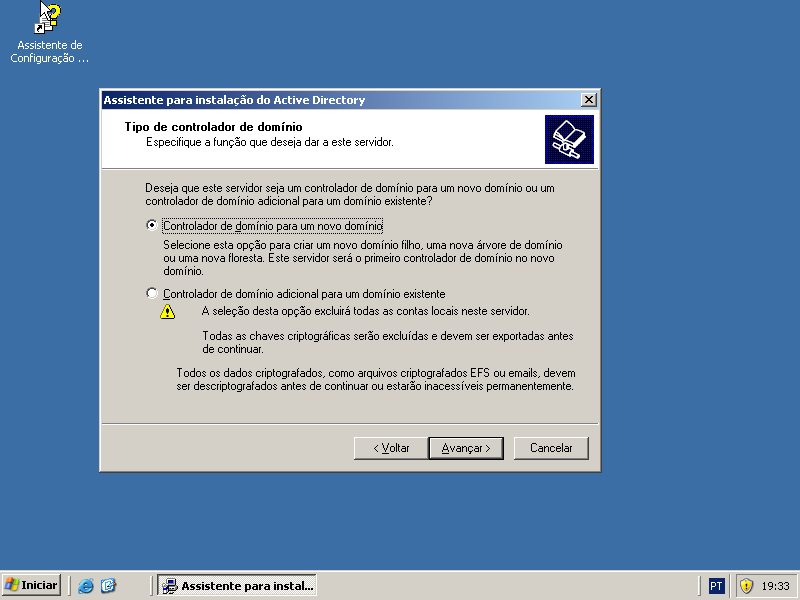 Assistente de
Configuração ...
Assistente para instalação do Active Directory
Tipo de controlador de domínio
Especifique a função que deseja dar a este servidor.
Deseja que este servidor seja um controlador de domínio para um novo domínio ou um
controlador de domínio adicional para um domínio existente?
Controlador de domínio para um novo domínio
Selecione esta opção para criar um novo domínio filho, uma nova árvore de domínio
ou uma nova floresta. Este servidor será o primeiro controlador de domínio no novo
domínio.
Controlador de domínio adicional para um domínio existente
A seleção desta opção excluirá todas as contas locais neste servidor.
Todas as chaves criptográficas serão excluídas e devem ser exportadas antes
de continuar.
Todos os dados criptografados, como arquivos criptografados EFS ou emails, devem
ser descriptografados antes de continuar ou estarão inacessíveis permanentemente.
< Voltar
Avançar >
Cancelar
Iniciar
Assistente para instal...
PT
19:33